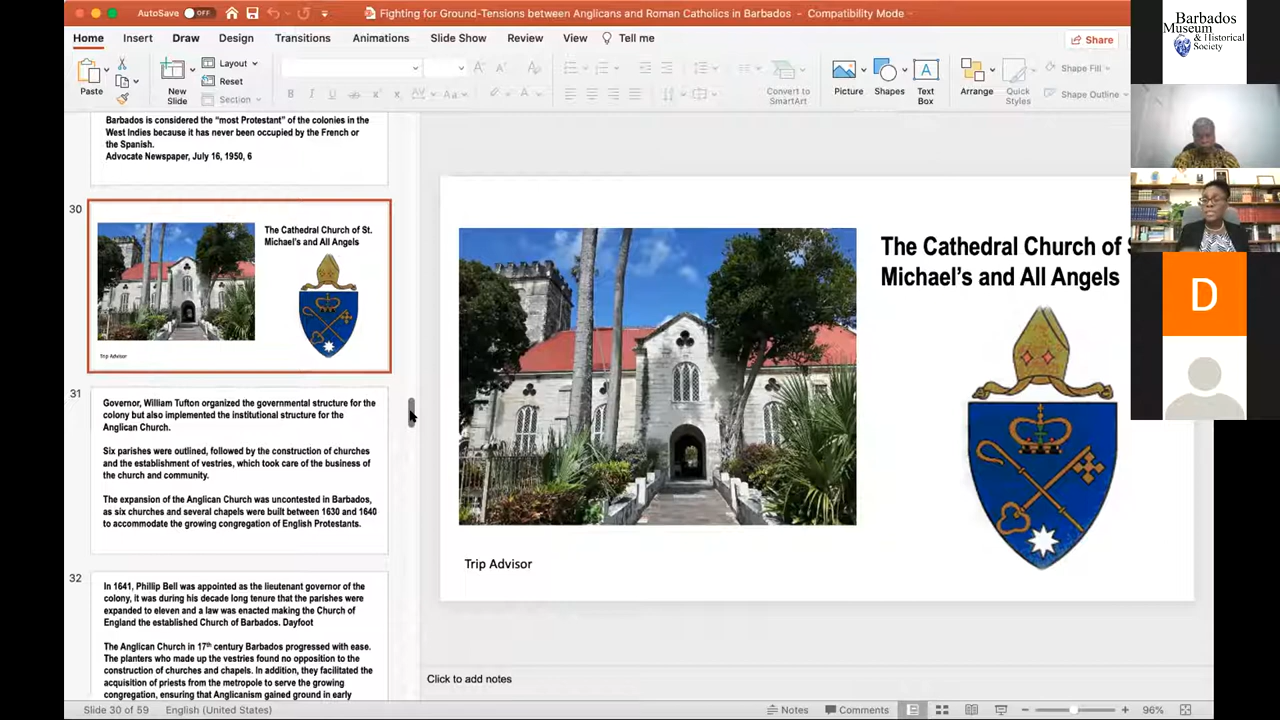 AutoSave OFF
Fighting for Ground-Tensions between Anglicans and Roman Catholics in Barbados - Compatibility Mode
Barbados
Museum
& Historical
Society
Home Insert Draw Design Transitions Animations Slide Show Review View Tell me
Share
Paste
New
Slide
Layout
Reset
Section
Convert to
SmartArt
Picture
Shapes
Text
Box
Arrange
Quick
Styles
Shape Fill
Shape Outline
Barbados is considered the “most Protestant” of the colonies in the
West Indies because it has never been occupied by the French or
the Spanish.
Advocate Newspaper, July 16, 1950, 6
30
The Cathedral Church of St.
Michael’s and All Angels
Trip Advisor
31
Governor, William Tufton organized the governmental structure for the
colony but also implemented the institutional structure for the
Anglican Church.
Six parishes were outlined, followed by the construction of churches
and the establishment of vestries, which took care of the business of
the church and community.
The expansion of the Anglican Church was uncontested in Barbados,
as six churches and several chapels were built between 1630 and 1640
to accommodate the growing congregation of English Protestants.
32
In 1641, Phillip Bell was appointed as the lieutenant governor of the
colony, it was during his decade long tenure that the parishes were
expanded to eleven and a law was enacted making the Church of
England the established Church of Barbados. Dayfoot
The Anglican Church in 17th century Barbados progressed with ease.
The planters who made up the vestries found no opposition to the
construction of churches and chapels. In addition, they facilitated the
acquisition of priests from the metropole to serve the growing
congregation, ensuring that Anglicanism gained ground in early
The Cathedral Church of
Michael’s and All Angels
Trip Advisor
D
Click to add notes
Slide 30 of 59 English (United States) Notes Comments 96%